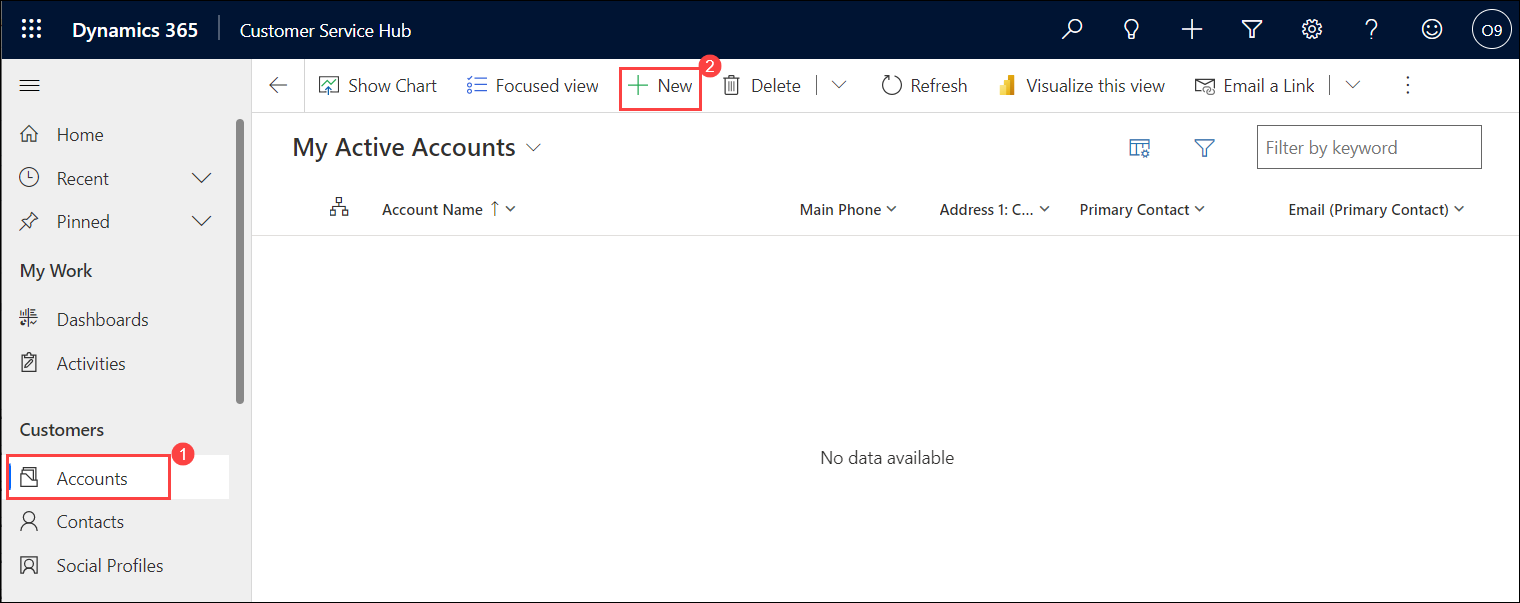 Dynamics 365 Customer Service Hub O9
Show Chart Focused view New 2 Delete Refresh Visualize this view Email a Link
Home
Recent
Pinned
My Work
Dashboards
Activities
Customers
1
Accounts
Contacts
Social Profiles
My Active Accounts Filter by keyword
Account Name ↑ Main Phone Address 1: C... Primary Contact Email (Primary Contact)
No data available